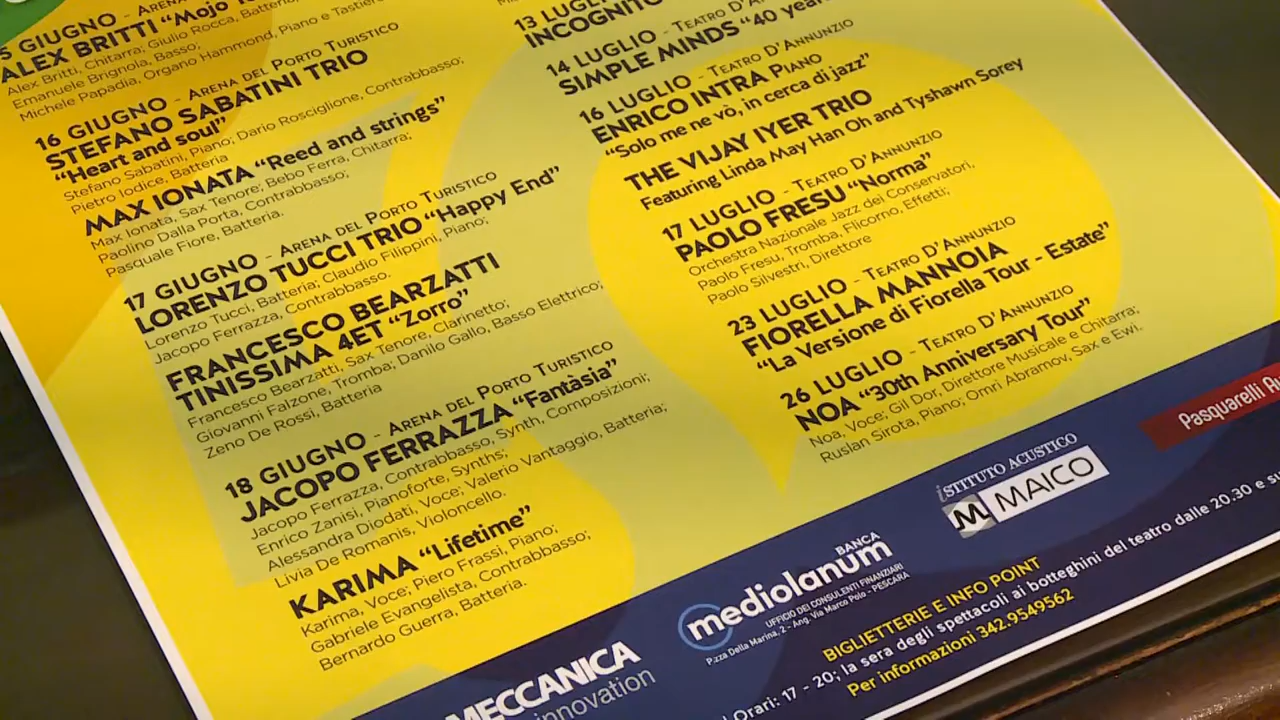 5 GIUGNO - ARENA
ALEX BRITTI "Mojo
Alex Britti, Chitarra; Giulio Rocca, Batteria;
Emanuele Brignola, Basso;
Michele Papadia, Organo Hammond, Piano e Tastiere
16 GIUGNO - ARENA DEL PORTO TURISTICO
STEFANO SABATINI TRIO
"Heart and soul"
Stefano Sabatini, Piano; Dario Rosciglione, Contrabbasso;
Pietro Iodice, Batteria
MAX IONATA "Reed and strings"
Max Ionata, Sax Tenore; Bebo Ferra, Chitarra;
Paolino Dalla Porta, Contrabbasso;
Pasquale Fiore, Batteria.
17 GIUGNO - ARENA DEL PORTO TURISTICO
LORENZO TUCCI TRIO "Happy End"
Lorenzo Tucci, Batteria; Claudio Filippini, Piano;
Jacopo Ferrazza, Contrabbasso.
FRANCESCO BEARZATTI
TINISSIMA 4ET "Zorro"
Francesco Bearzatti, Sax Tenore, Clarinetto;
Giovanni Falzone, Tromba; Danilo Gallo, Basso Elettrico;
Zeno De Rossi, Batteria
18 GIUGNO - ARENA DEL PORTO TURISTICO
JACOPO FERRAZZA "Fantàsia"
Jacopo Ferrazza, Contrabbasso, Synth, Composizioni;
Enrico Zanisi, Pianoforte, Synths;
Alessandra Diodati, Voce; Valerio Vantaggio, Batteria;
Livia De Romanis, Violoncello.
KARIMA "Lifetime"
Karima, Voce; Piero Frassi, Piano;
Gabriele Evangelista, Contrabbasso;
Bernardo Guerra, Batteria.
13 LUGLIO
INCOGNITO
14 LUGLIO - TEATRO D'ANNUNZIO
SIMPLE MINDS "40 years
16 LUGLIO - TEATRO D'ANNUNZIO
ENRICO INTRA PIANO
"Solo me ne vò, in cerca di jazz"
THE VIJAY IYER TRIO
Featuring Linda May Han Oh and Tyshawn Sorey
17 LUGLIO - TEATRO D'ANNUNZIO
PAOLO FRESU "Norma"
Orchestra Nazionale Jazz dei Conservatori,
Paolo Fresu, Tromba, Flicorno, Effetti;
Paolo Silvestri, Direttore
23 LUGLIO - TEATRO D'ANNUNZIO
FIORELLA MANNOIA
"La Versione di Fiorella Tour - Estate"
26 LUGLIO - TEATRO D'ANNUNZIO
NOA "30th Anniversary Tour"
Noa, Voce; Gil Dor, Direttore Musicale e Chitarra;
Ruslan Sirota, Piano; Omri Abramov, Sax e Ewi.
MECCANICA
innovation
BANCA
mediolanum
UFFICIO DEI CONSULENTI FINANZIARI
P.zza Della Marina, 2 - Ang. Via Marco Polo - PESCARA
iSTITUTO ACUSTICO
M MAICO
Pasquarelli
BIGLIETTERIE E INFO POINT
Orari: 17 - 20; la sera degli spettacoli ai botteghini del teatro dalle 20.30 e su
Per informazioni 342.9549562